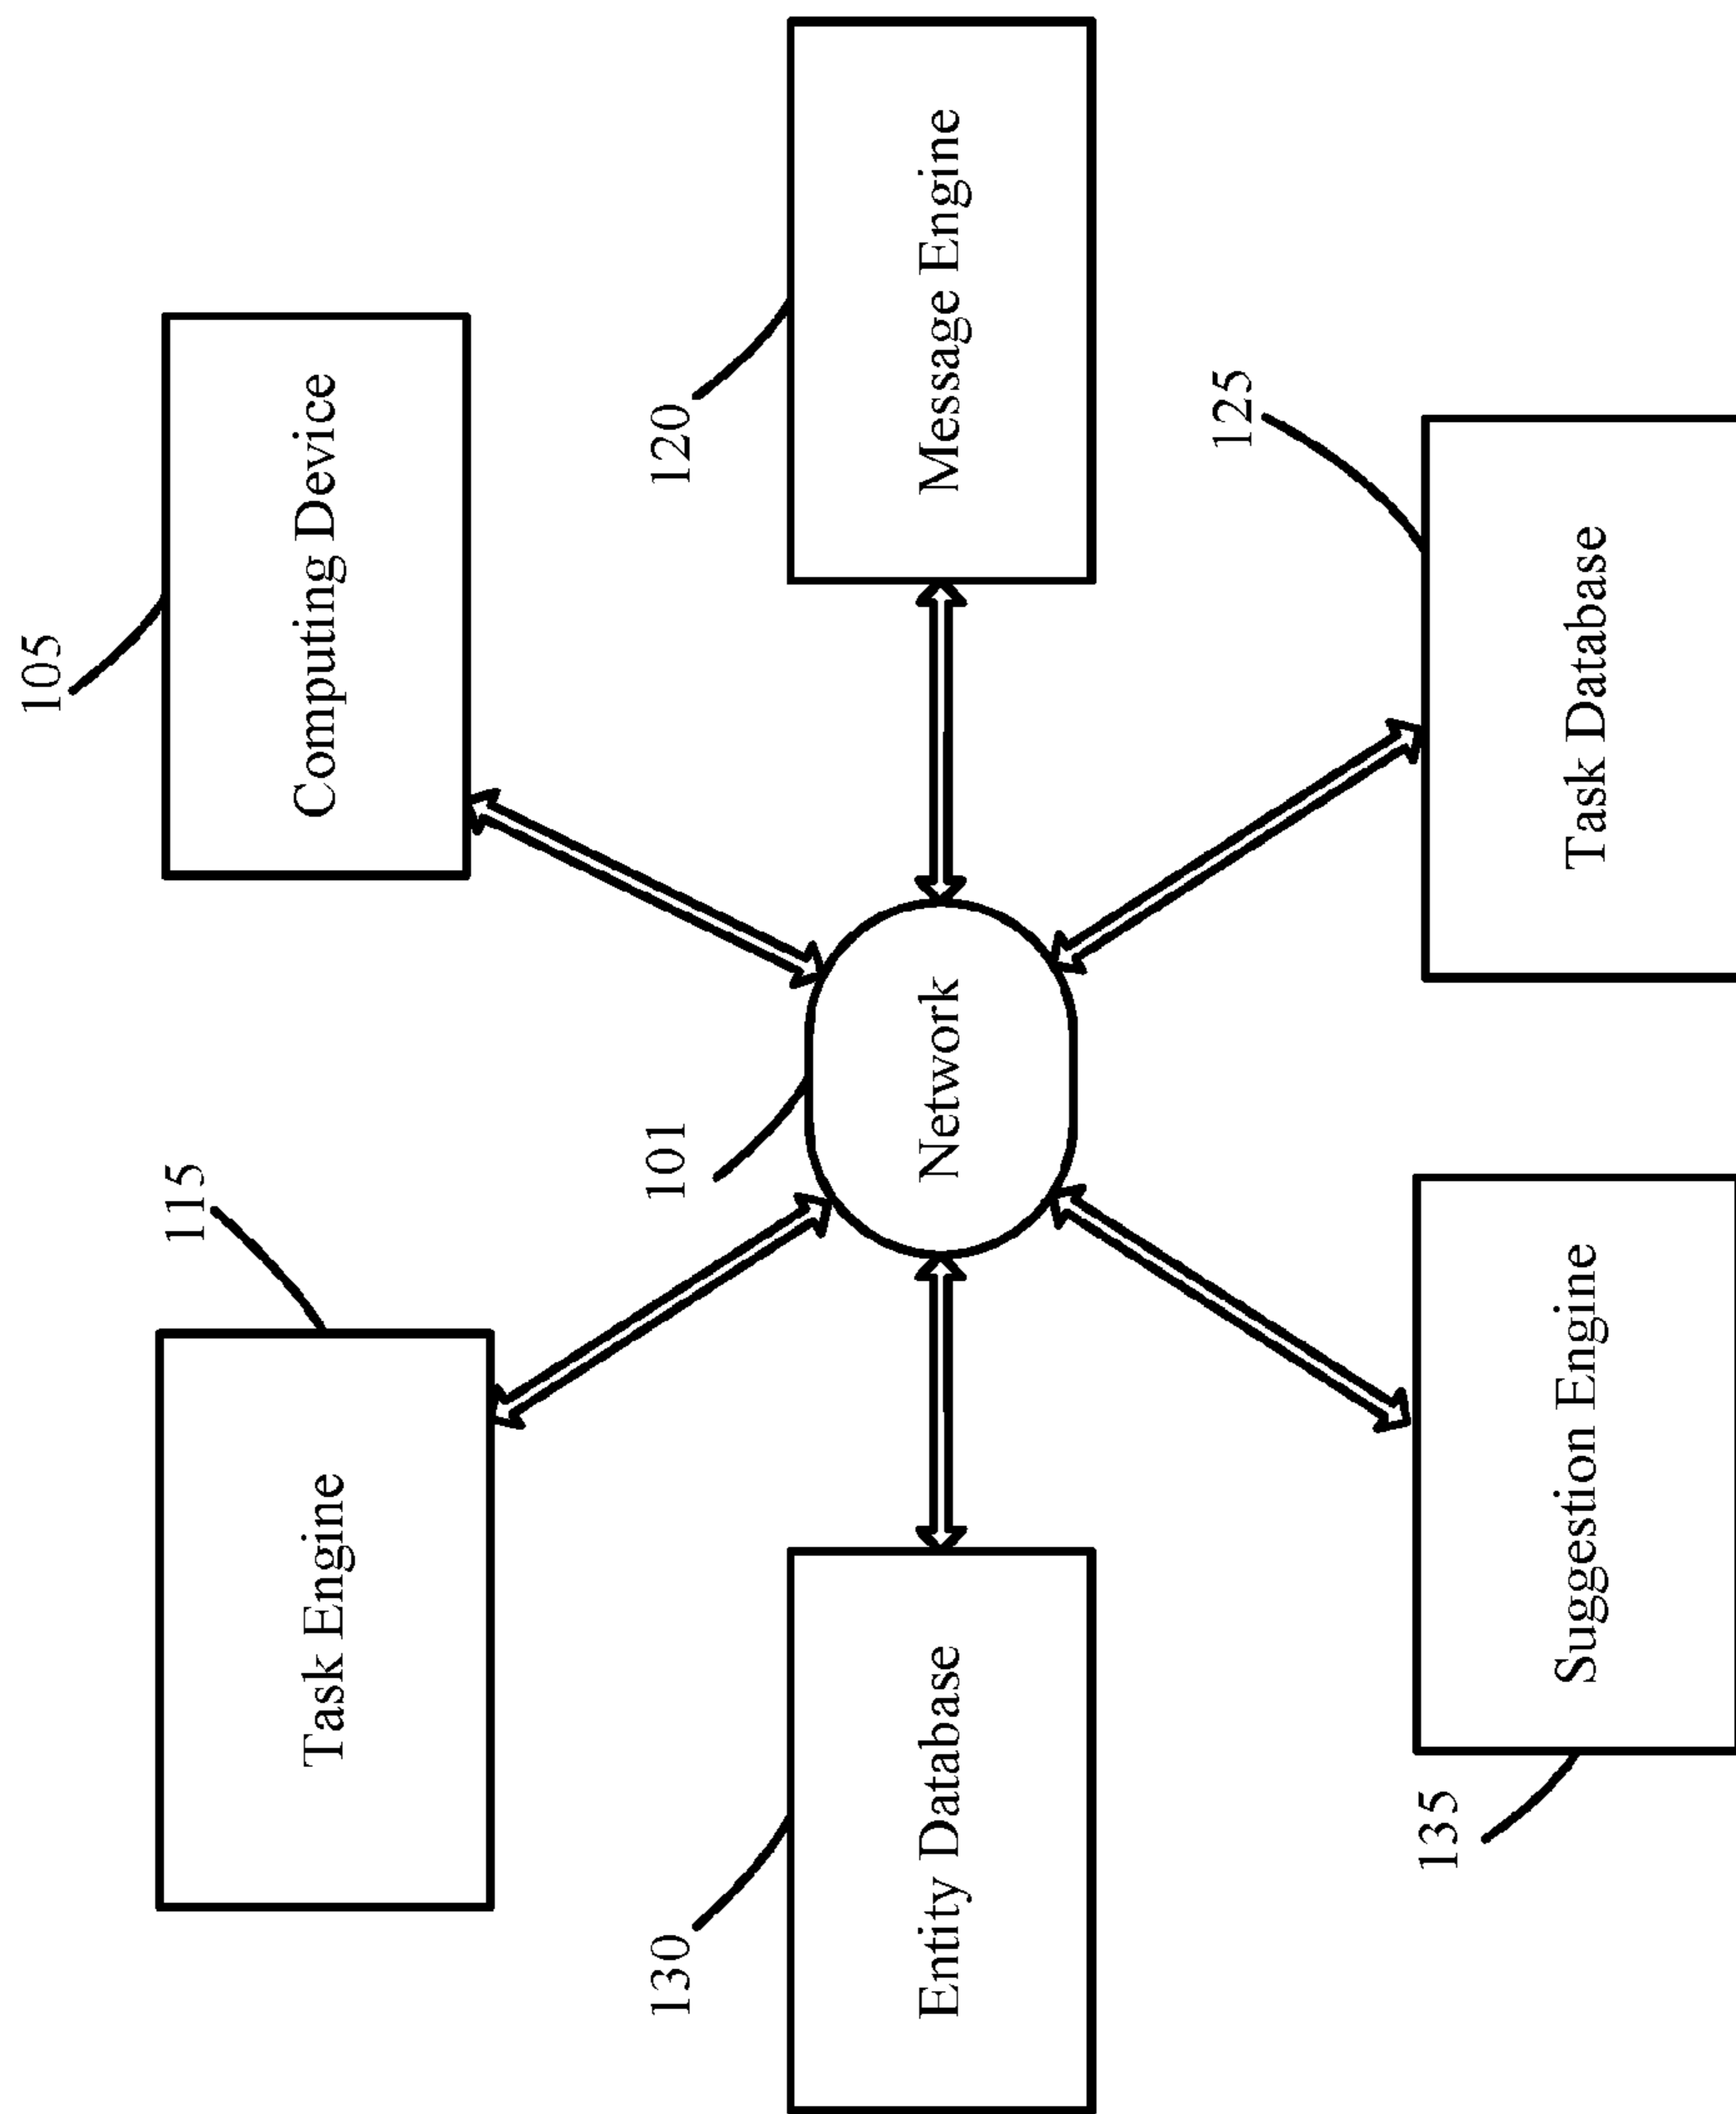 105
115
Computing Device
Task Engine
101
120
130
Message Engine
Network
Entity Database
125
135
Task Database
Suggestion Engine